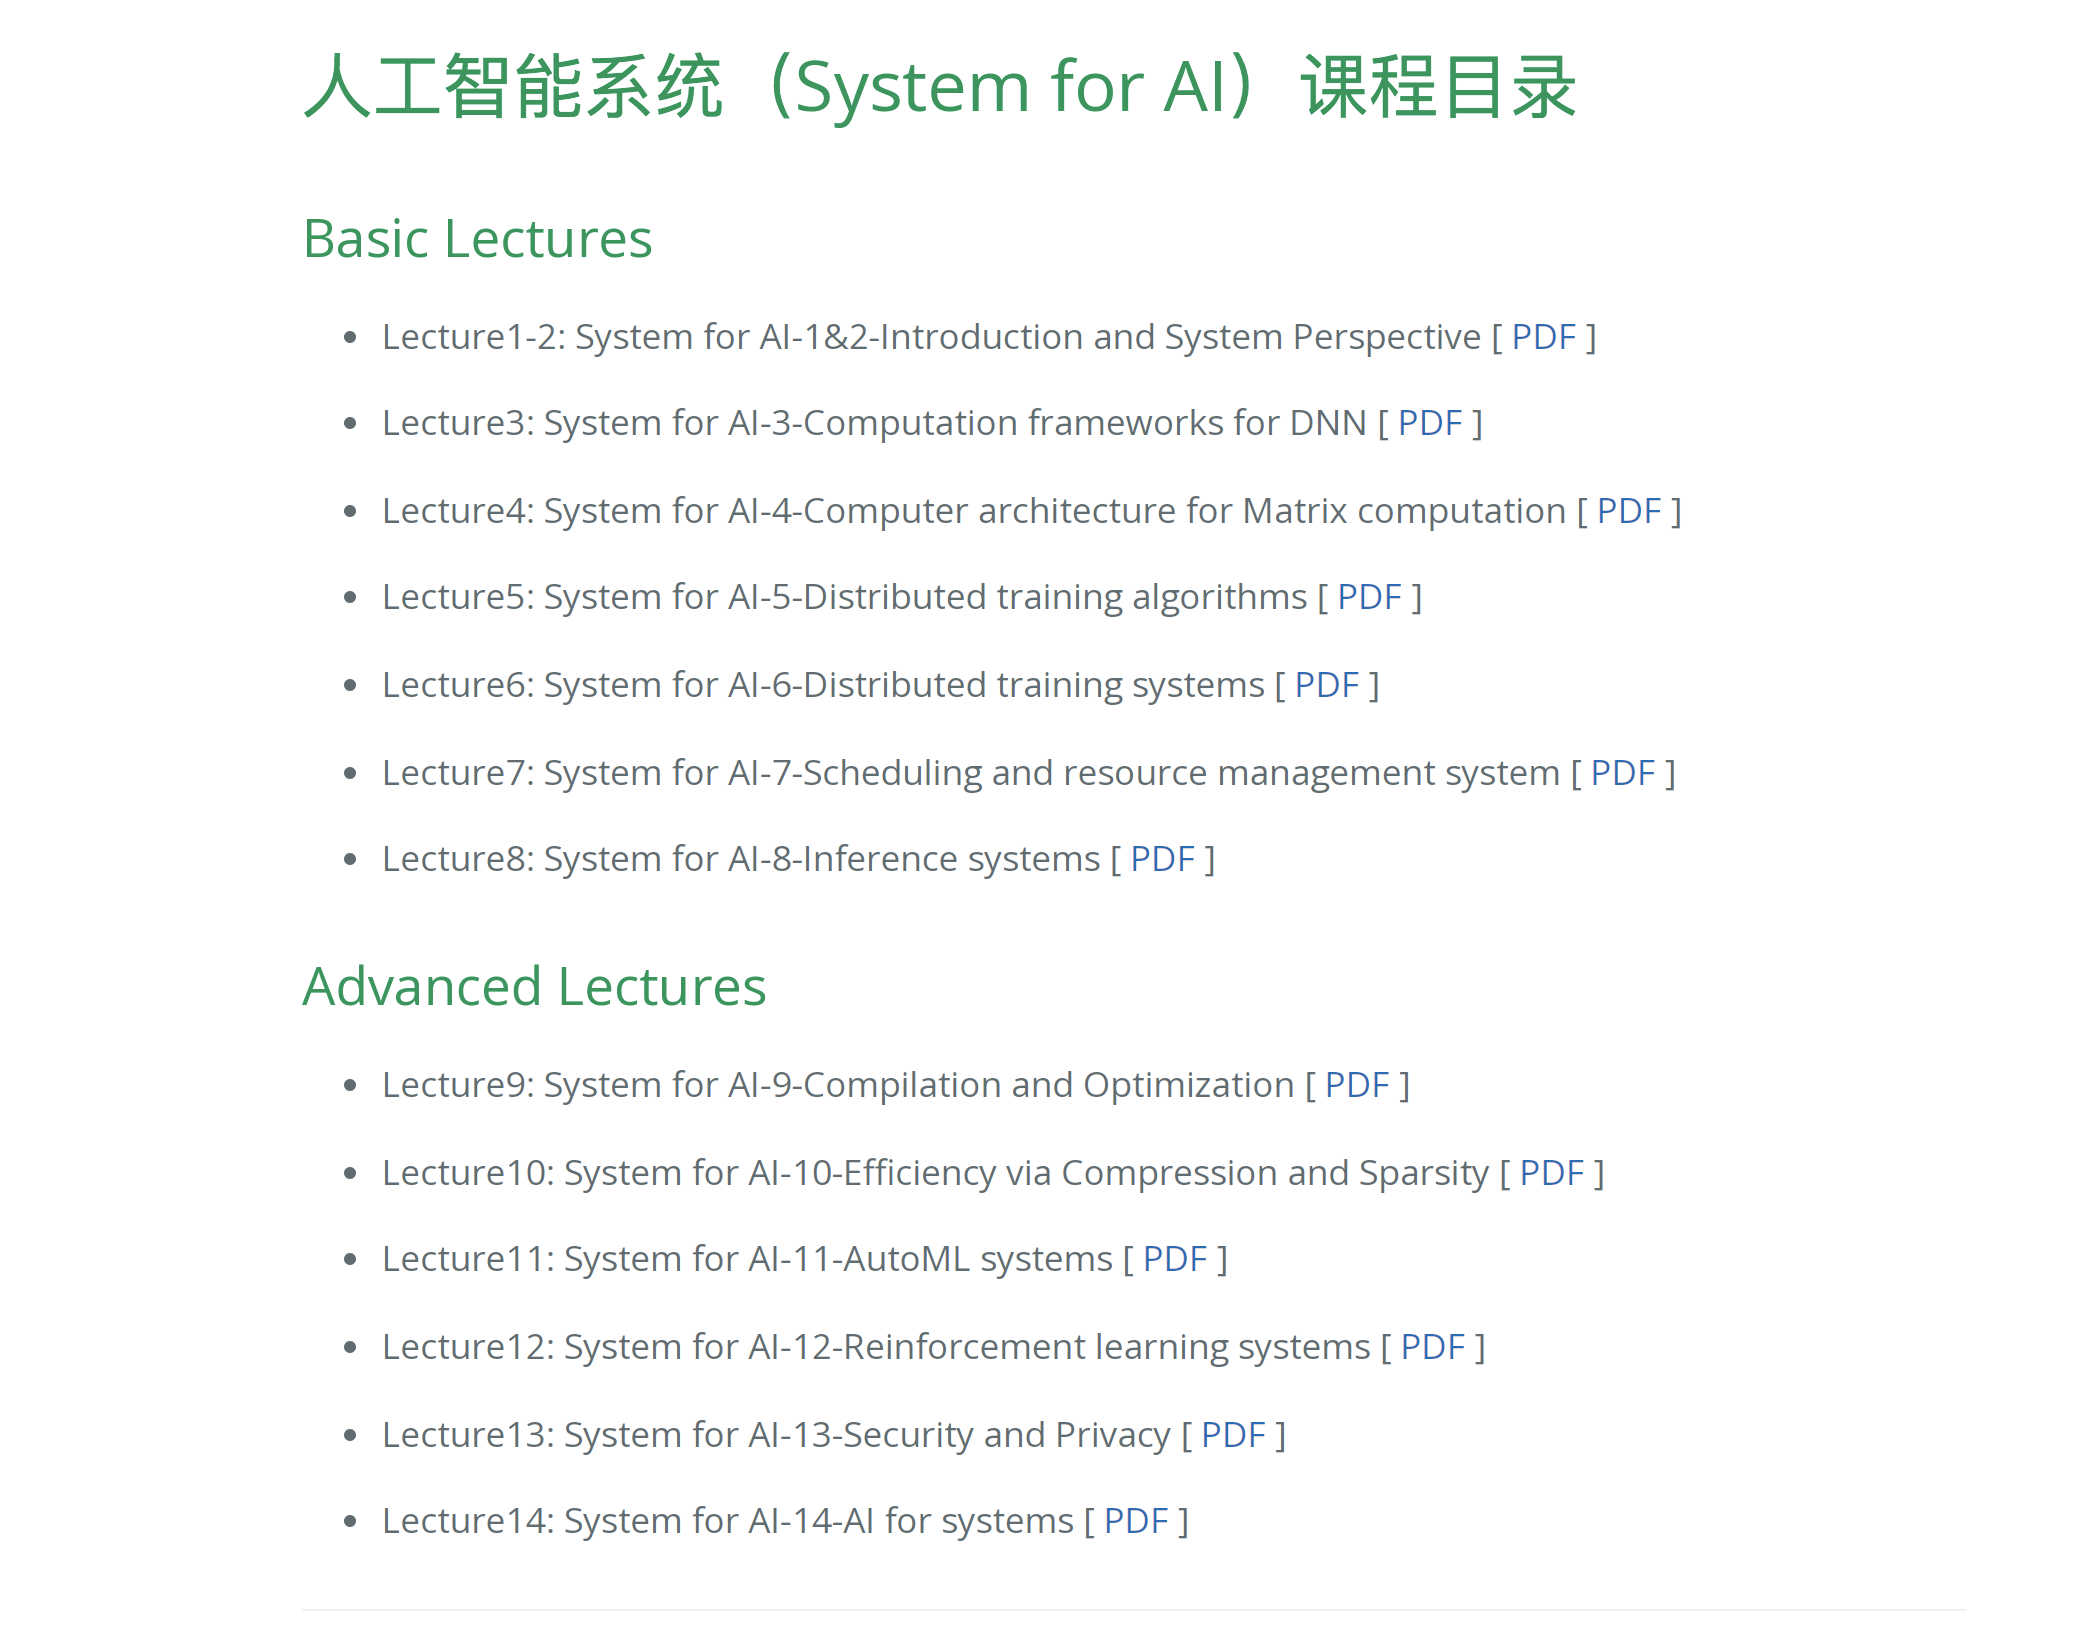 人工智能系统（System for AI）课程目录
Basic Lectures
Lecture1-2: System for AI-1&2-Introduction and System Perspective [ PDF ]
Lecture3: System for AI-3-Computation frameworks for DNN [ PDF ]
Lecture4: System for AI-4-Computer architecture for Matrix computation [ PDF ]
Lecture5: System for AI-5-Distributed training algorithms [ PDF ]
Lecture6: System for AI-6-Distributed training systems [ PDF ]
Lecture7: System for AI-7-Scheduling and resource management system [ PDF ]
Lecture8: System for AI-8-Inference systems [ PDF ]
Advanced Lectures
Lecture9: System for AI-9-Compilation and Optimization [ PDF ]
Lecture10: System for AI-10-Efficiency via Compression and Sparsity [ PDF ]
Lecture11: System for AI-11-AutoML systems [ PDF ]
Lecture12: System for AI-12-Reinforcement learning systems [ PDF ]
Lecture13: System for AI-13-Security and Privacy [ PDF ]
Lecture14: System for AI-14-AI for systems [ PDF ]